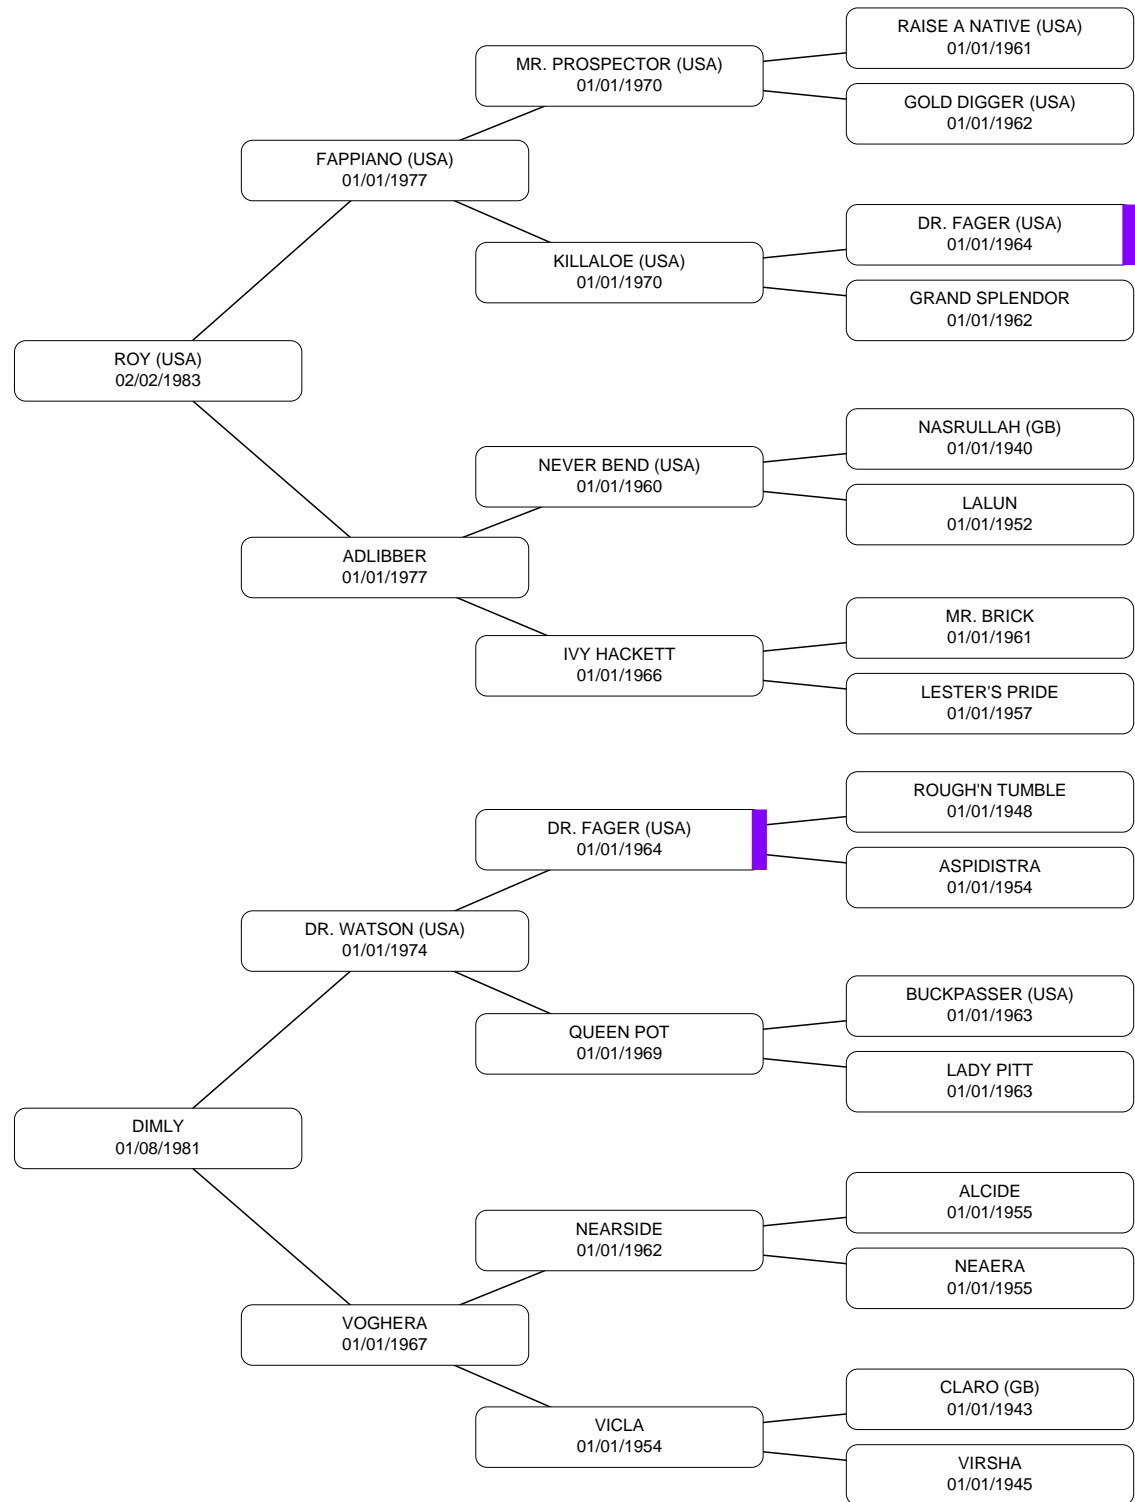 RAISE A NATIVE (USA)
01/01/1961
MR. PROSPECTOR (USA)
01/01/1970
GOLD DIGGER (USA)
01/01/1962
FAPPIANO (USA)
01/01/1977
DR. FAGER (USA)
01/01/1964
KILLALOE (USA)
01/01/1970
GRAND SPLENDOR
01/01/1962
ROY (USA)
02/02/1983
NASRULLAH (GB)
01/01/1940
NEVER BEND (USA)
01/01/1960
LALUN
01/01/1952
ADLIBBER
01/01/1977
MR. BRICK
01/01/1961
IVY HACKETT
01/01/1966
LESTER'S PRIDE
01/01/1957
ROUGH'N TUMBLE
01/01/1948
DR. FAGER (USA)
01/01/1964
ASPIDISTRA
01/01/1954
DR. WATSON (USA)
01/01/1974
BUCKPASSER (USA)
01/01/1963
QUEEN POT
01/01/1969
LADY PITT
01/01/1963
DIMLY
01/08/1981
ALCIDE
01/01/1955
NEARSIDE
01/01/1962
NEAERA
01/01/1955
VOGHERA
01/01/1967
CLARO (GB)
01/01/1943
VICLA
01/01/1954
VIRSHA
01/01/1945